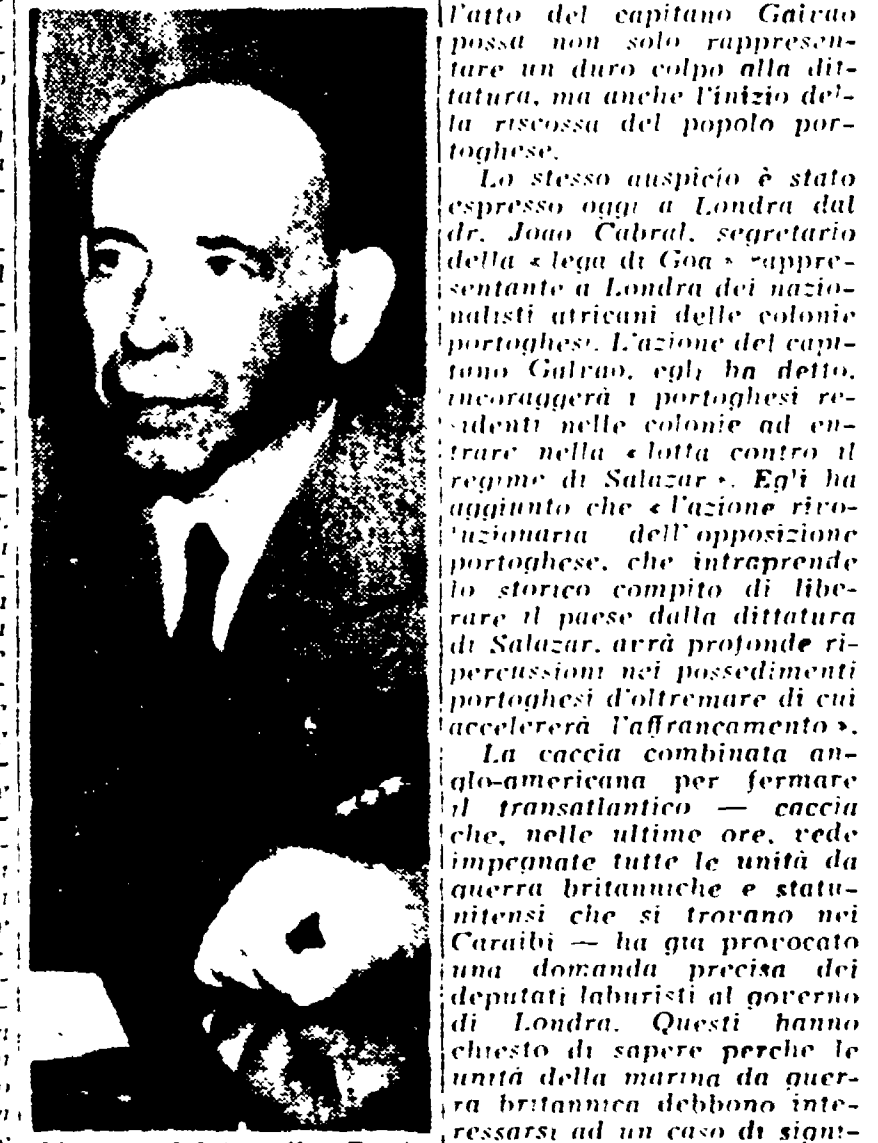 l'atto del capitano Galvao
possa non solo rappresen-
tare un duro colpo alla dit-
tatura, ma anche l'inizio del-
la riscossa del popolo por-
toghese.
Lo stesso auspicio è stato
espresso oggi a Londra dal
dr. Joao Cabral, segretario
della « lega di Goa » rappre-
sentante a Londra dei nazio-
nalisti africani delle colonie
portoghesi. L'azione del capi-
tano Galvao, egli ha detto,
incoraggerà i portoghesi re-
sidenti nelle colonie ad en-
trare nella « lotta contro il
regime di Salazar ». Egli ha
aggiunto che « l'azione rivo-
luzionaria dell'opposizione
portoghese, che intraprende
lo storico compito di libe-
rare il paese dalla dittatura
di Salazar, avrà profonde ri-
percussioni nei possedimenti
portoghesi d'oltremare di cui
accelererà l'affrancamento ».
La caccia combinata an-
glo-americana per fermare
il transatlantico — caccia
che, nelle ultime ore, vede
impegnate tutte le unità da
guerra britanniche e statu-
nitensi che si trovano nei
Caraibi — ha già provocato
una domanda precisa dei
deputati laburisti al governo
di Londra. Questi hanno
chiesto di sapere perchè le
unità della marina da guer-
ra britannica debbono inte-
ressarsi ad un caso di signi-